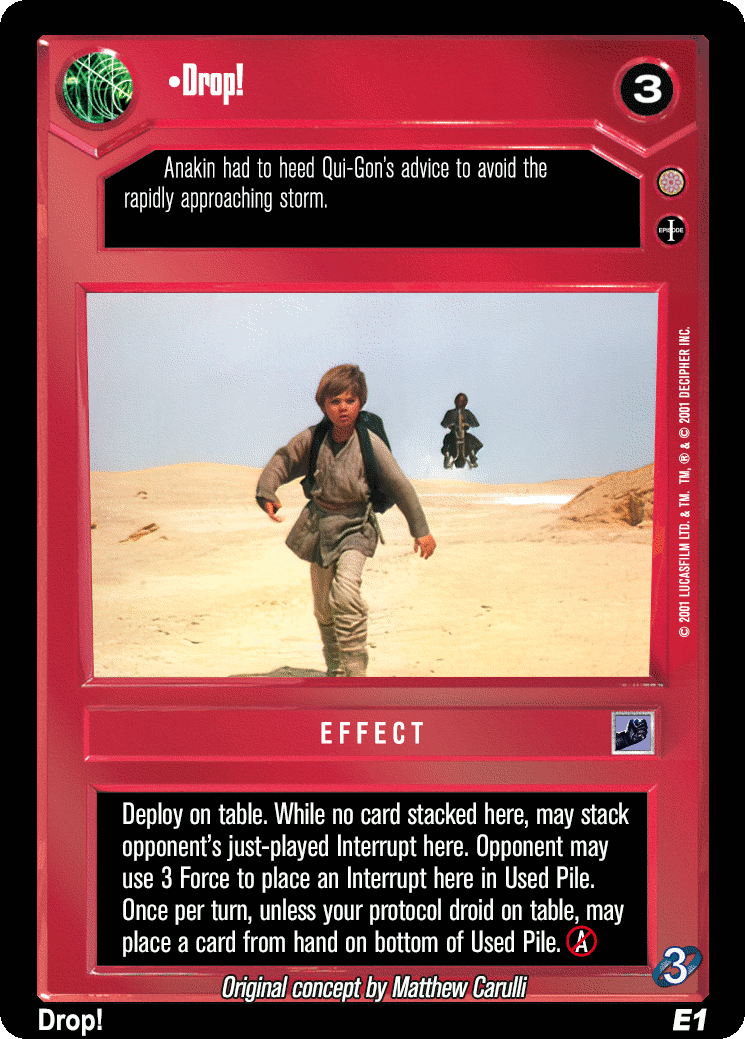 •Drop!
3
Anakin had to heed Qui-Gon's advice to avoid the
rapidly approaching storm.
EPISODE
I
© 2001 LUCASFILM LTD. & TM. TM, ® & © 2001 DECIPHER INC.
EFFECT
Deploy on table. While no card stacked here, may stack
opponent's just-played Interrupt here. Opponent may
use 3 Force to place an Interrupt here in Used Pile.
Once per turn, unless your protocol droid on table, may
place a card from hand on bottom of Used Pile. A
3
Original concept by Matthew Carulli
Drop!
E1